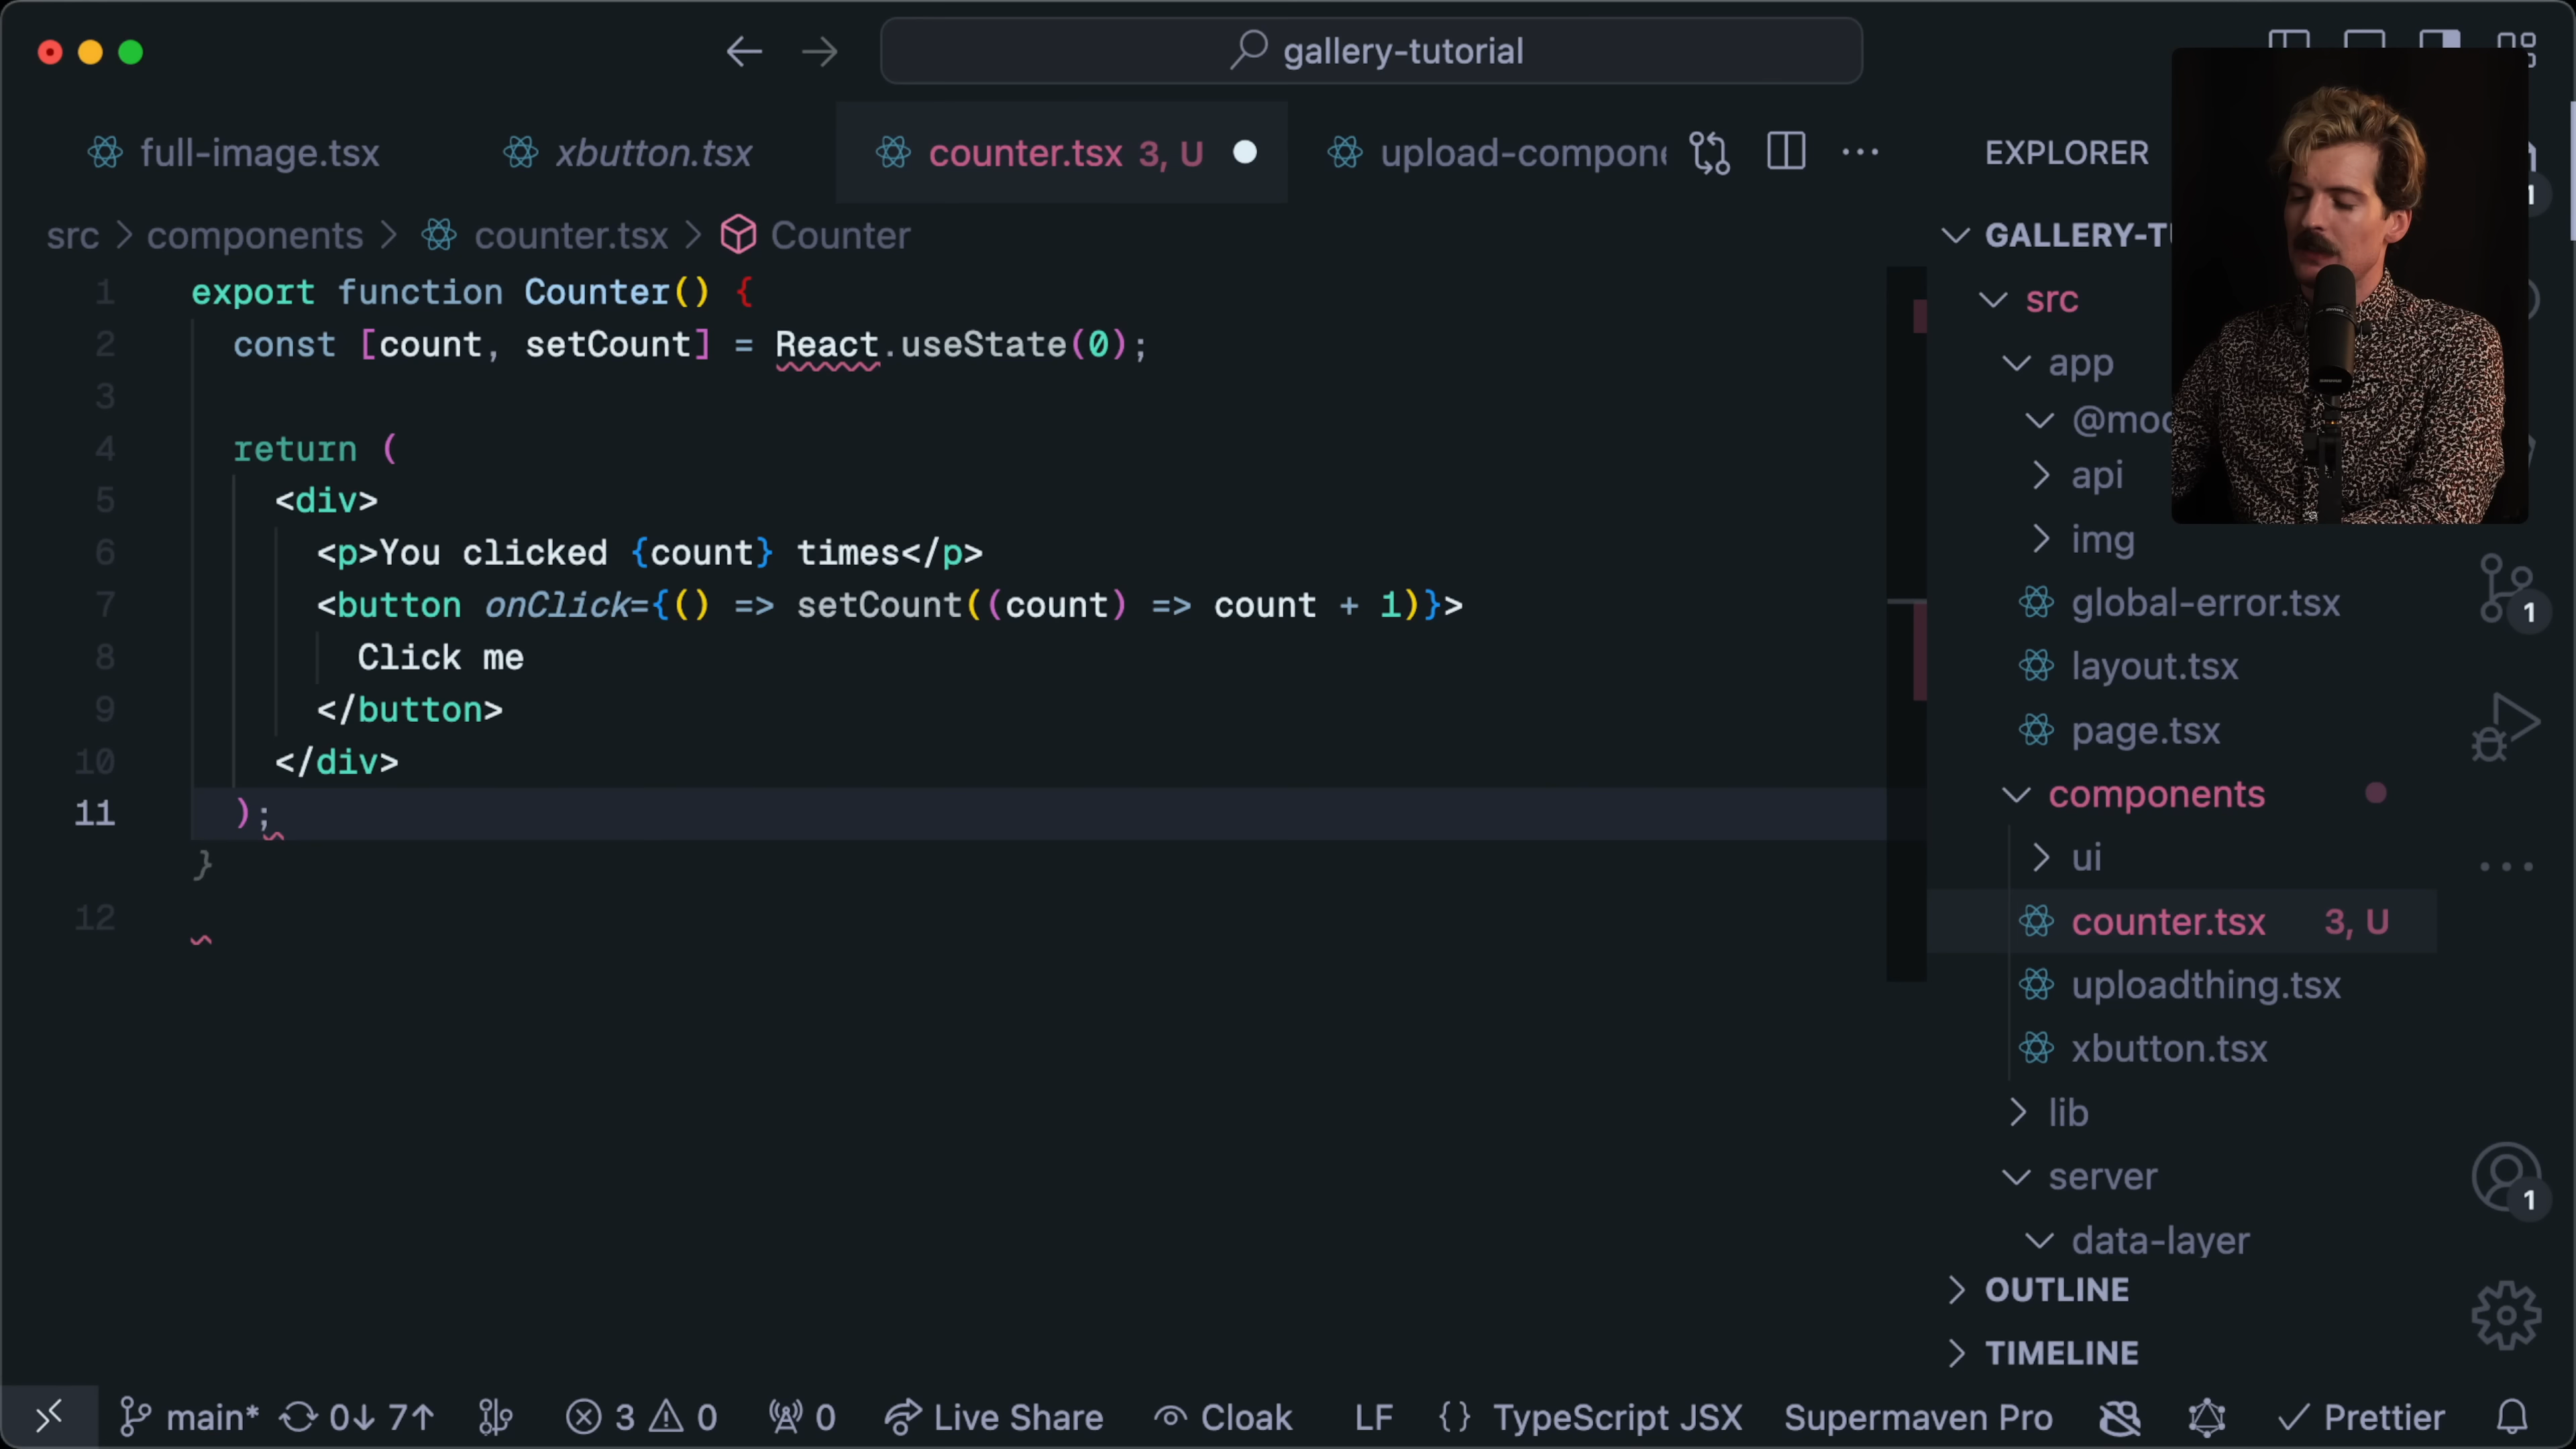 gallery-tutorial
full-image.tsx
xbutton.tsx
counter.tsx 3, U
upload-compon
src > components > counter.tsx > Counter
1 export function Counter() {
2 const [count, setCount] = React.useState(0);
3
4 return (
5 <div>
6 <p>You clicked {count} times</p>
7 <button onClick={() => setCount((count) => count + 1)}>
8 Click me
9 </button>
10 </div>
11 );
}
12
EXPLORER
GALLERY-T
src
app
@mod
api
img
global-error.tsx
layout.tsx
page.tsx
components
ui
counter.tsx 3, U
uploadthing.tsx
xbutton.tsx
lib
server
data-layer
OUTLINE
TIMELINE
1
1
1
main* 0↓ 7↑ 3 0 0 Live Share Cloak LF {} TypeScript JSX Supermaven Pro Prettier